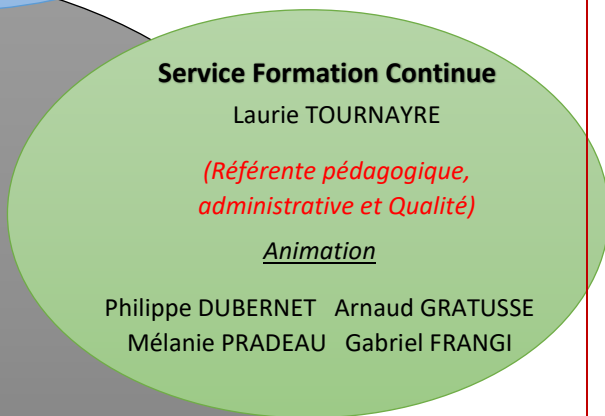 Service Formation Continue
Laurie TOURNAYRE
(Référente pédagogique,
administrative et Qualité)
Animation
Philippe DUBERNET Arnaud GRATUSSE
Mélanie PRADEAU Gabriel FRANGI